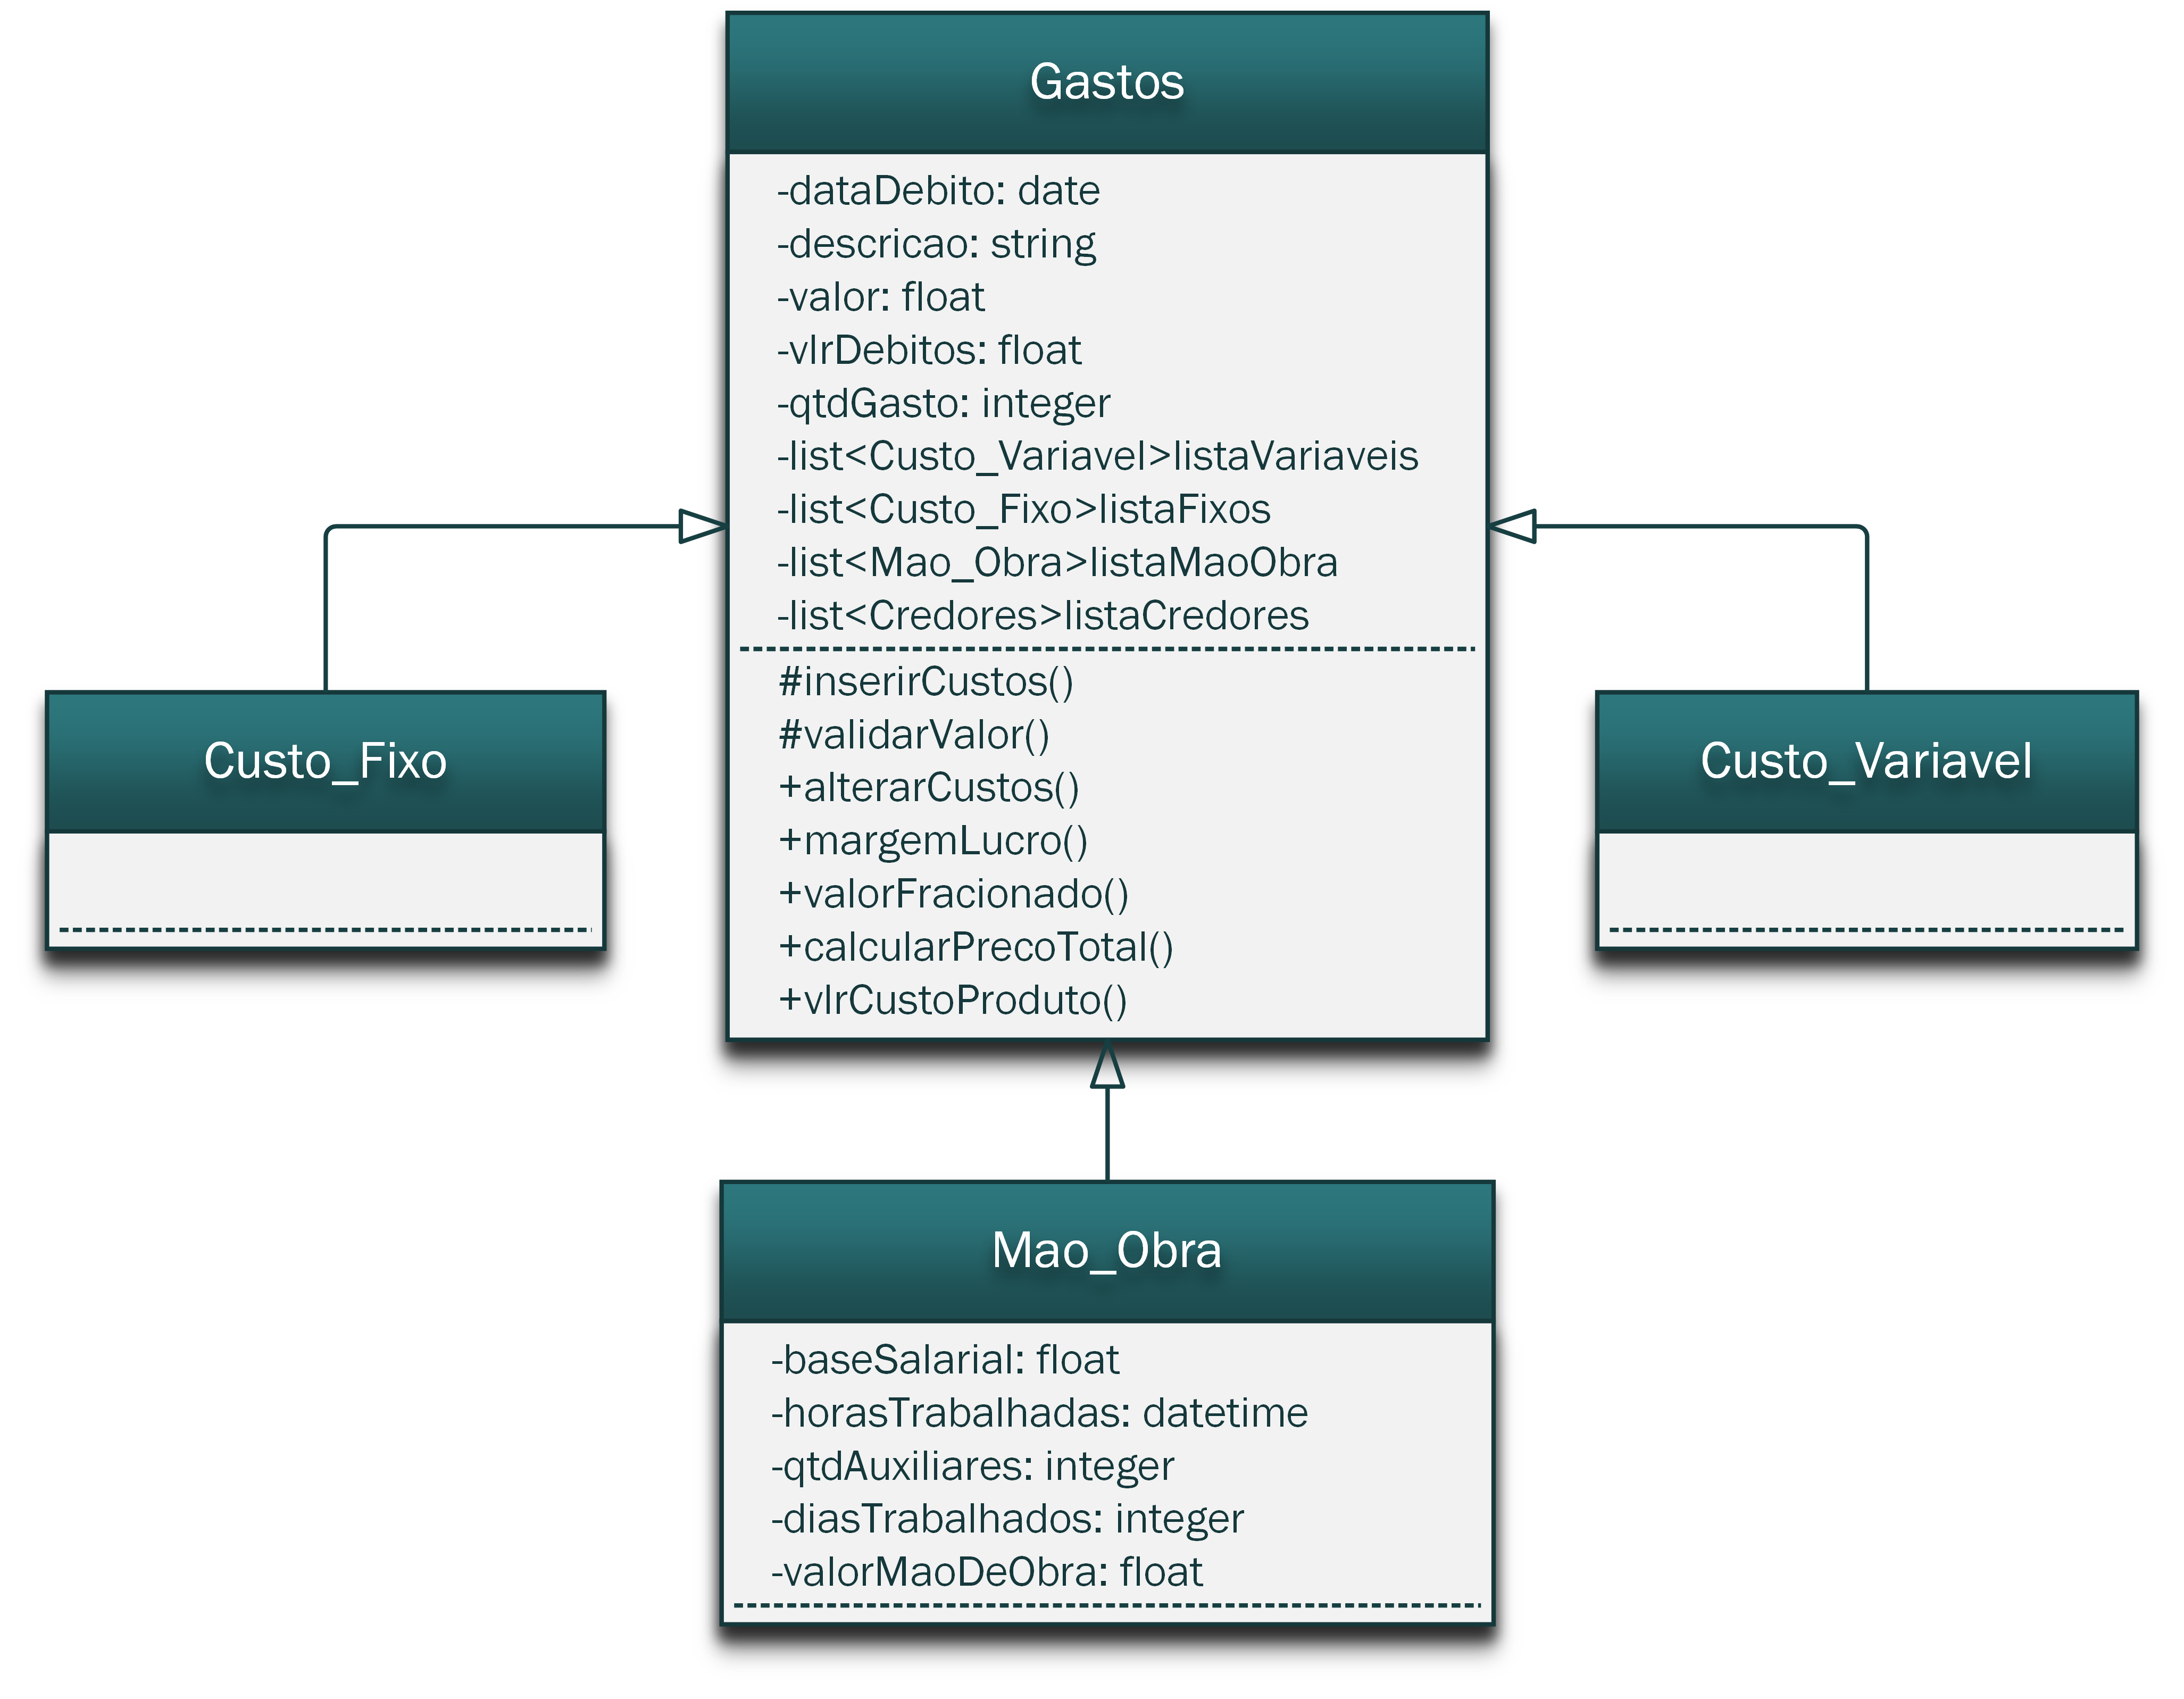 Gastos
-dataDebito: date
-descricao: string
-valor: float
-vlrDebitos: float
-qtdGasto: integer
-list<Custo_Variavel>listaVariaveis
-list<Custo_Fixo>listaFixos
-list<Mao_Obra>listaMaoObra
-list<Credores>listaCredores
#inserirCustos()
#validarValor()
+alterarCustos()
+margemLucro()
+valorFracionado()
+calcularPrecoTotal()
+vlrCustoProduto()
Custo_Fixo
Custo_Variavel
Mao_Obra
-baseSalarial: float
-horasTrabalhadas: datetime
-qtdAuxiliares: integer
-diasTrabalhados: integer
-valorMaoDeObra: float